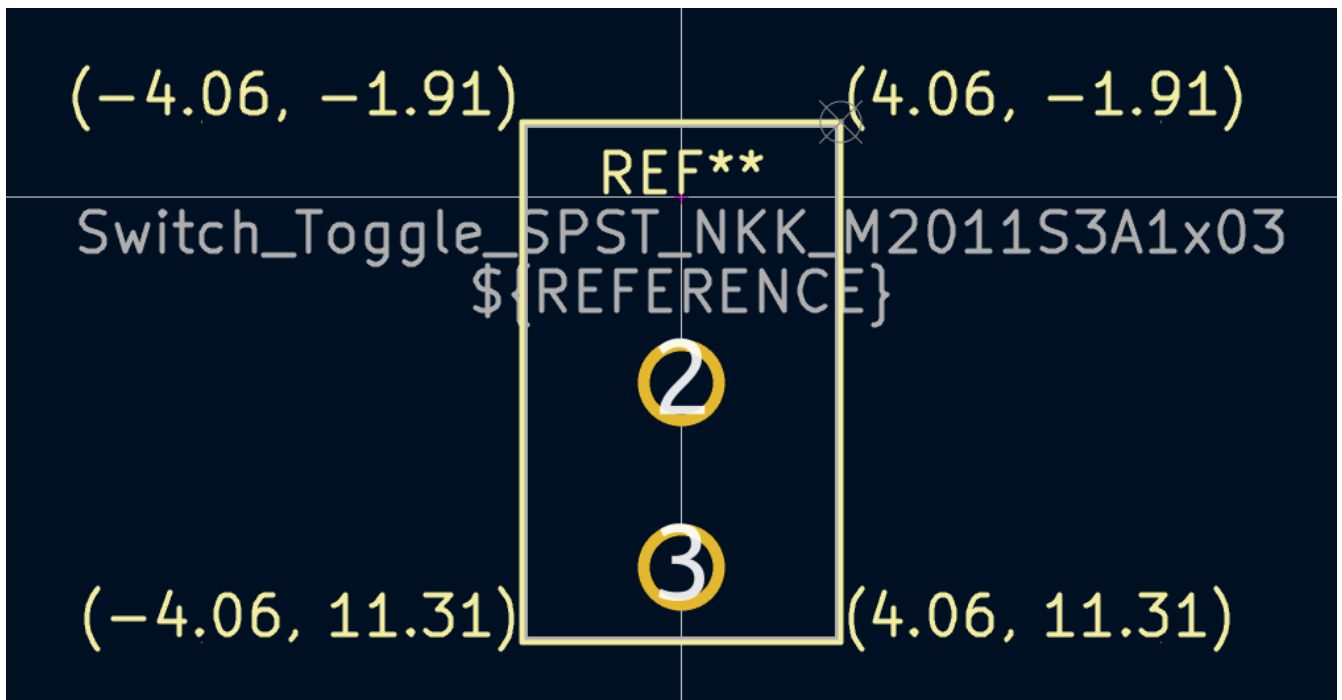 (−4.06, −1.91) (4.06, −1.91)
REF**
Switch_Toggle_SPST_NKK_M2011S3A1x03
${REFERENCE}
2
3
(−4.06, 11.31) (4.06, 11.31)